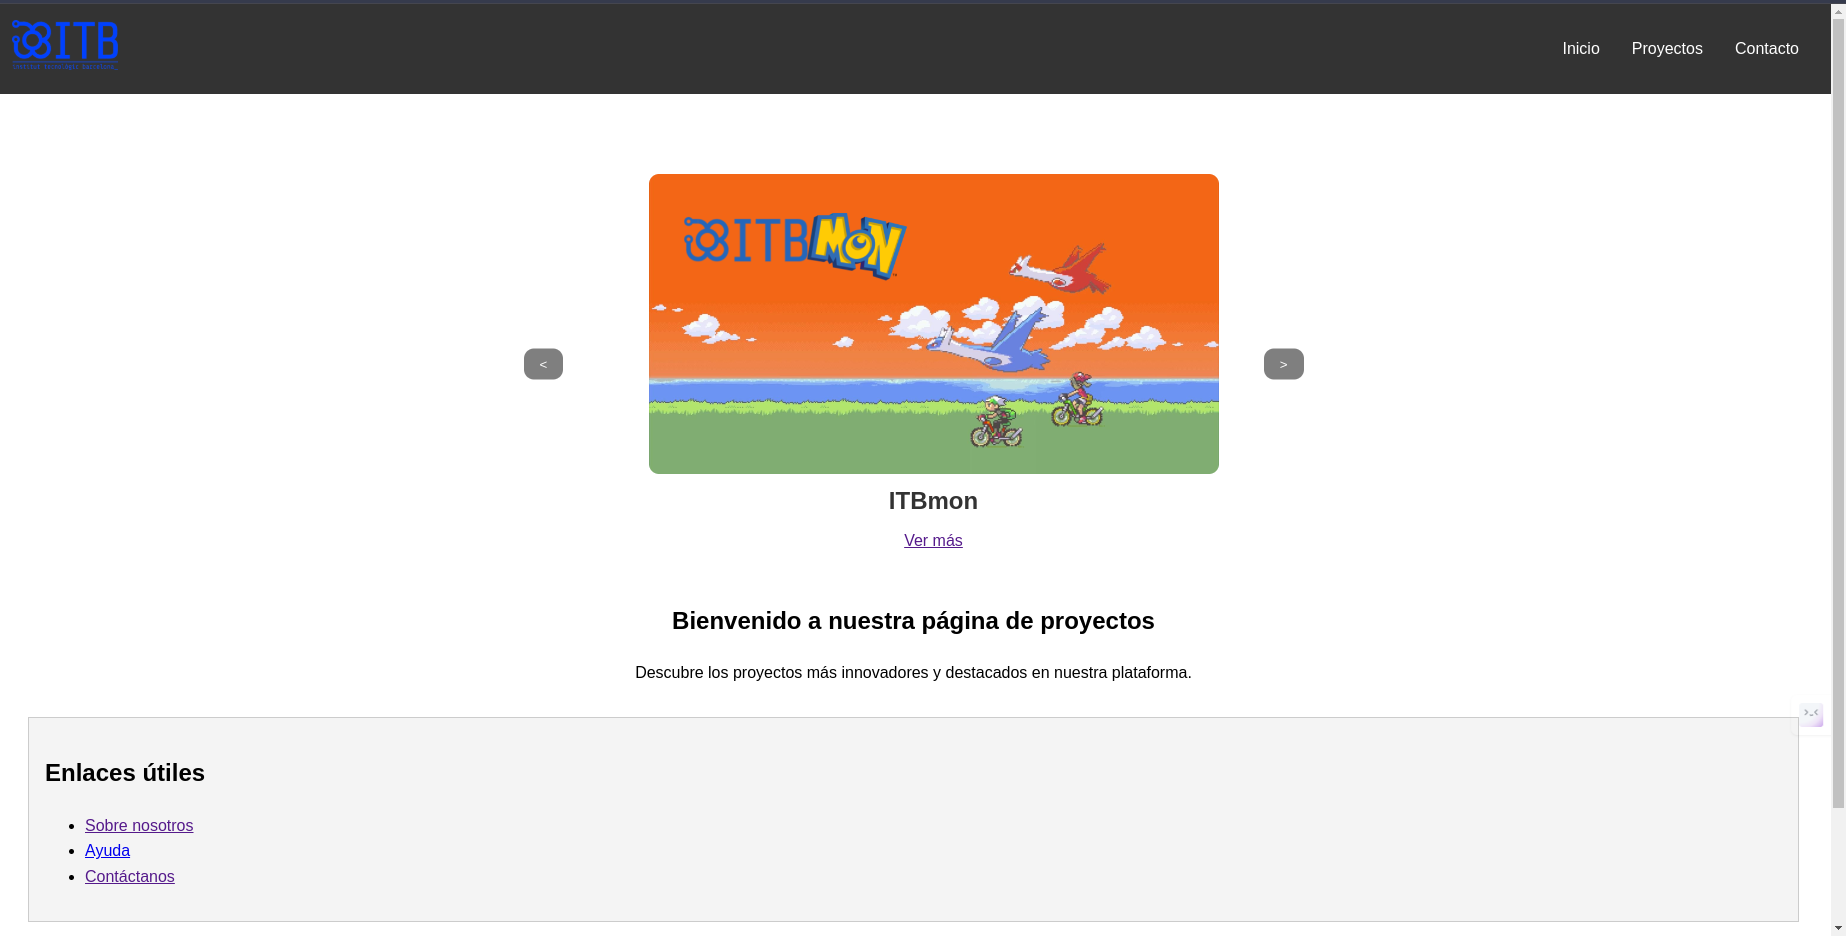 ITB
Inicio
Proyectos
Contacto
ITBMON
<
>
ITBmon
Ver más
Bienvenido a nuestra página de proyectos
Descubre los proyectos más innovadores y destacados en nuestra plataforma.
Enlaces útiles
Sobre nosotros
Ayuda
Contáctanos